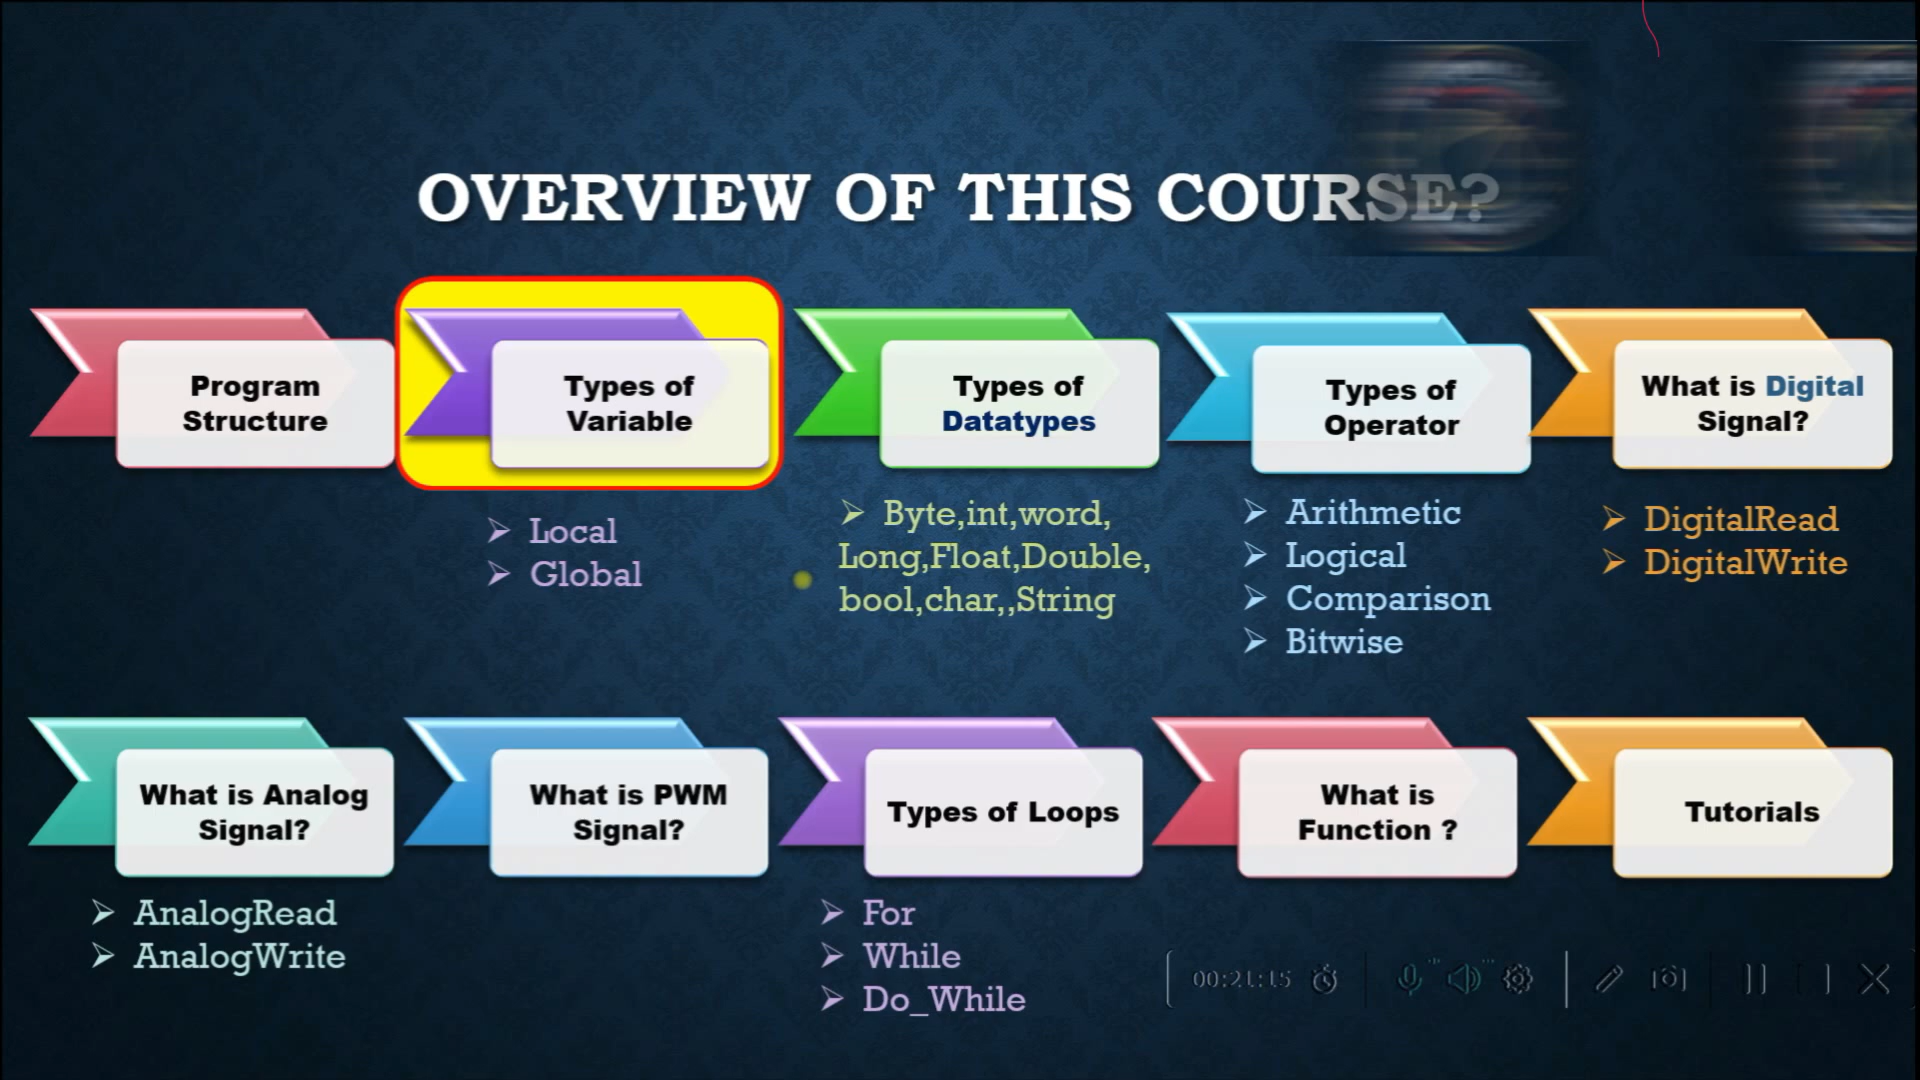 OVERVIEW OF THIS COURSE?
Program
Structure
Types of
Variable
Types of
Datatypes
Types of
Operator
What is Digital
Signal?
➢ Local
➢ Global
➢ Byte,int,word,
Long,Float,Double,
bool,char,,String
➢ Arithmetic
➢ Logical
➢ Comparison
➢ Bitwise
➢ DigitalRead
➢ DigitalWrite
What is Analog
Signal?
What is PWM
Signal?
Types of Loops
What is
Function ?
Tutorials
➢ AnalogRead
➢ AnalogWrite
➢ For
➢ While
➢ Do_While
00:21:15